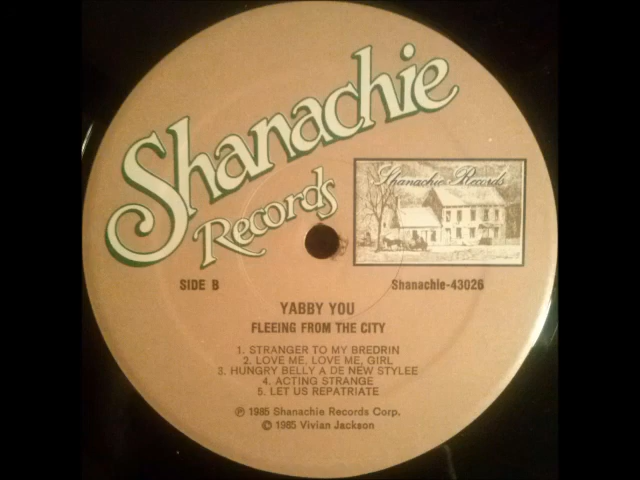 Shanachie
Records
Shanachie Records
SIDE B
Shanachie-43026
YABBY YOU
FLEEING FROM THE CITY
1. STRANGER TO MY BREDRIN
2. LOVE ME, LOVE ME, GIRL
3. HUNGRY BELLY A DE NEW STYLEE
4. ACTING STRANGE
5. LET US REPATRIATE
℗ 1985 Shanachie Records Corp.
© 1985 Vivian Jackson